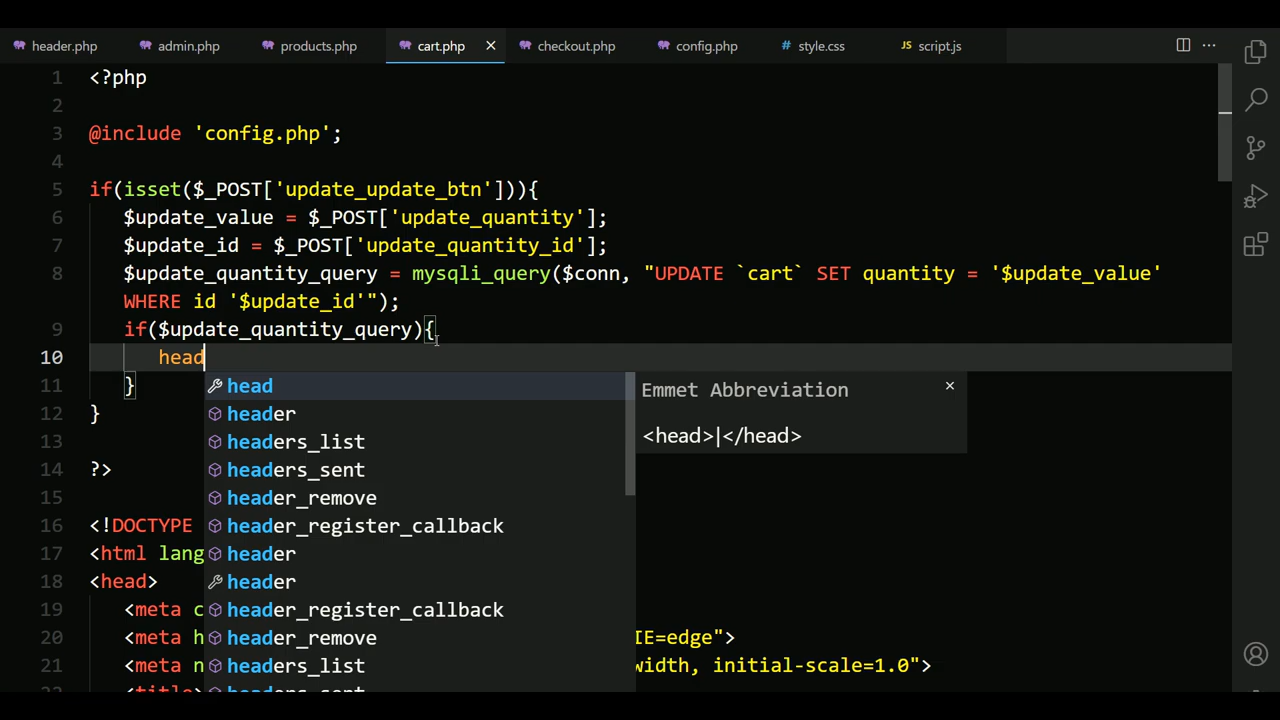 header.php admin.php products.php cart.php checkout.php config.php style.css JS script.js
1 <?php
2
3 @include 'config.php';
4
5 if(isset($_POST['update_update_btn'])){
6 $update_value = $_POST['update_quantity'];
7 $update_id = $_POST['update_quantity_id'];
8 $update_quantity_query = mysqli_query($conn, "UPDATE `cart` SET quantity = '$update_value'
WHERE id '$update_id'");
9 if($update_quantity_query){
10 head
11 }
head
Emmet Abbreviation
12 }
header
<head>|</head>
13
headers_list
14 ?>
headers_sent
15
header_remove
16 <!DOCTYPE
header_register_callback
17 <html lang
header
18 <head>
header
19 <meta c
header_register_callback
20 <meta h
header_remove
IE=edge">
21 <meta n
headers_list
width, initial-scale=1.0">
22 <title>
headers_sent